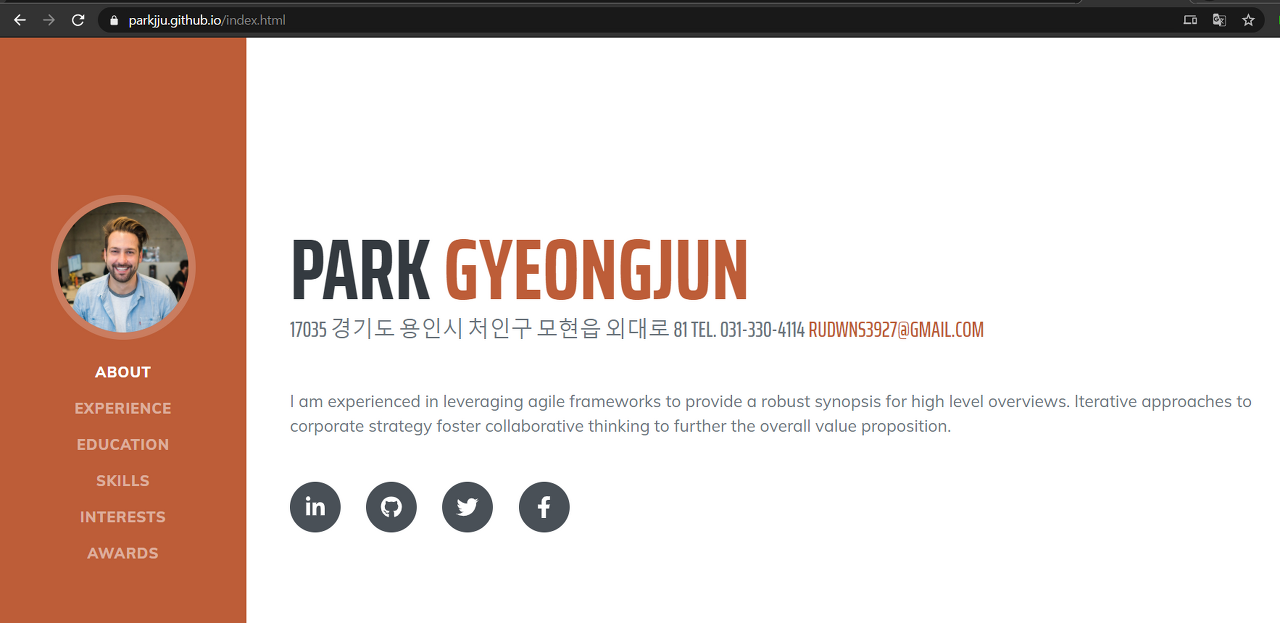 parkjju.github.io/index.html
ABOUT
EXPERIENCE
EDUCATION
SKILLS
INTERESTS
AWARDS
PARK GYEONGJUN
17035 경기도 용인시 처인구 모현읍 외대로 81 TEL. 031-330-4114 RUDWNS3927@GMAIL.COM
I am experienced in leveraging agile frameworks to provide a robust synopsis for high level overviews. Iterative approaches to
corporate strategy foster collaborative thinking to further the overall value proposition.
in